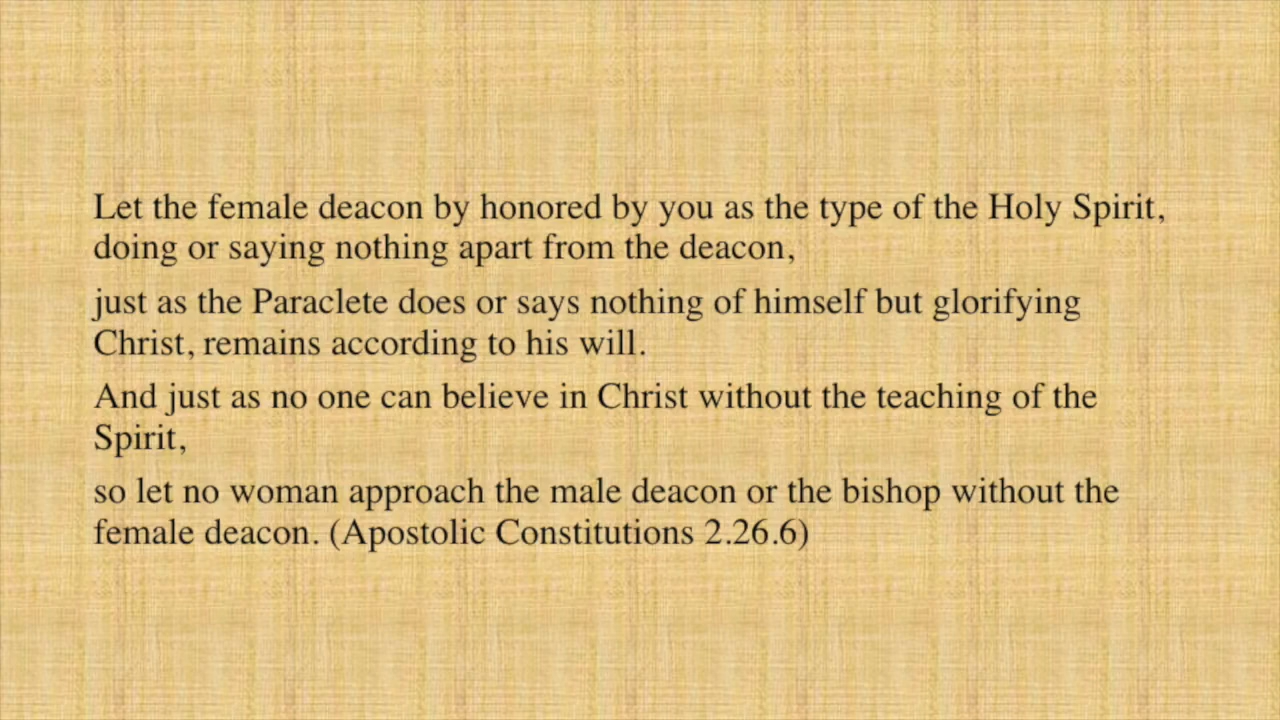 Let the female deacon by honored by you as the type of the Holy Spirit,
doing or saying nothing apart from the deacon,
just as the Paraclete does or says nothing of himself but glorifying
Christ, remains according to his will.
And just as no one can believe in Christ without the teaching of the
Spirit,
so let no woman approach the male deacon or the bishop without the
female deacon. (Apostolic Constitutions 2.26.6)